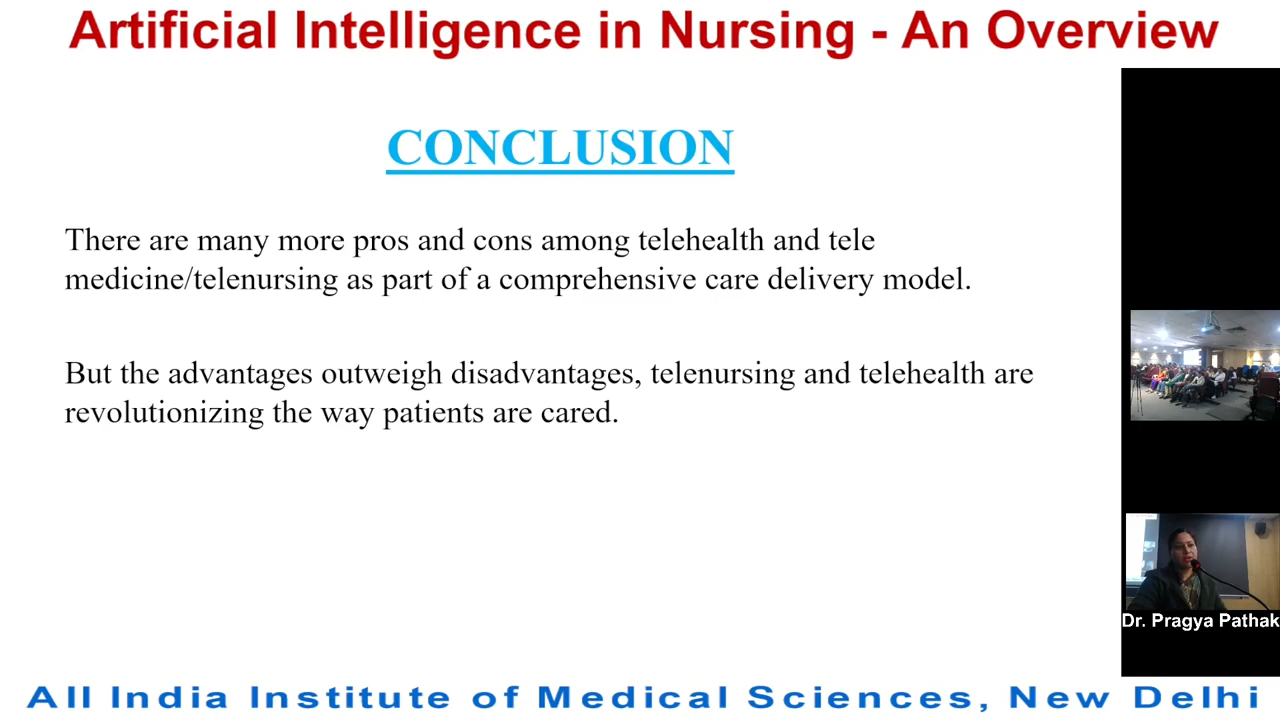 Artificial Intelligence in Nursing - An Overview
CONCLUSION
There are many more pros and cons among telehealth and tele
medicine/telenursing as part of a comprehensive care delivery model.
But the advantages outweigh disadvantages, telenursing and telehealth are
revolutionizing the way patients are cared.
Dr. Pragya Pathak
All India Institute of Medical Sciences, New Delhi